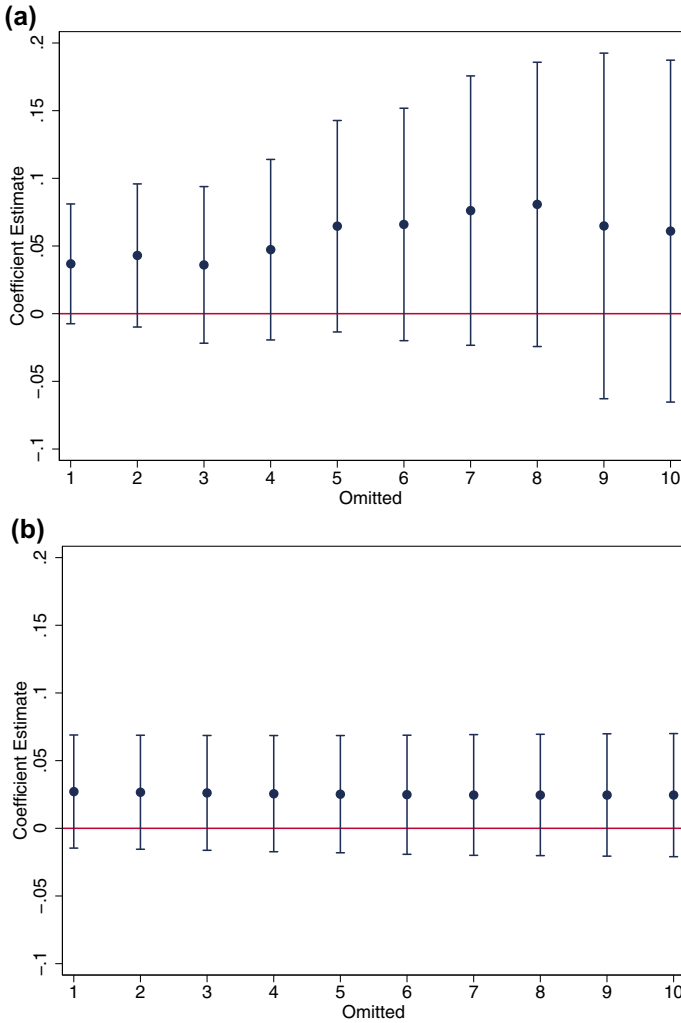 (a)
Coefficient Estimate
.2
.15
.1
.05
0
-.05
-.1
1 2 3 4 5 6 7 8 9 10
Omitted
(b)
Coefficient Estimate
.2
.15
.1
.05
0
-.05
-.1
1 2 3 4 5 6 7 8 9 10
Omitted